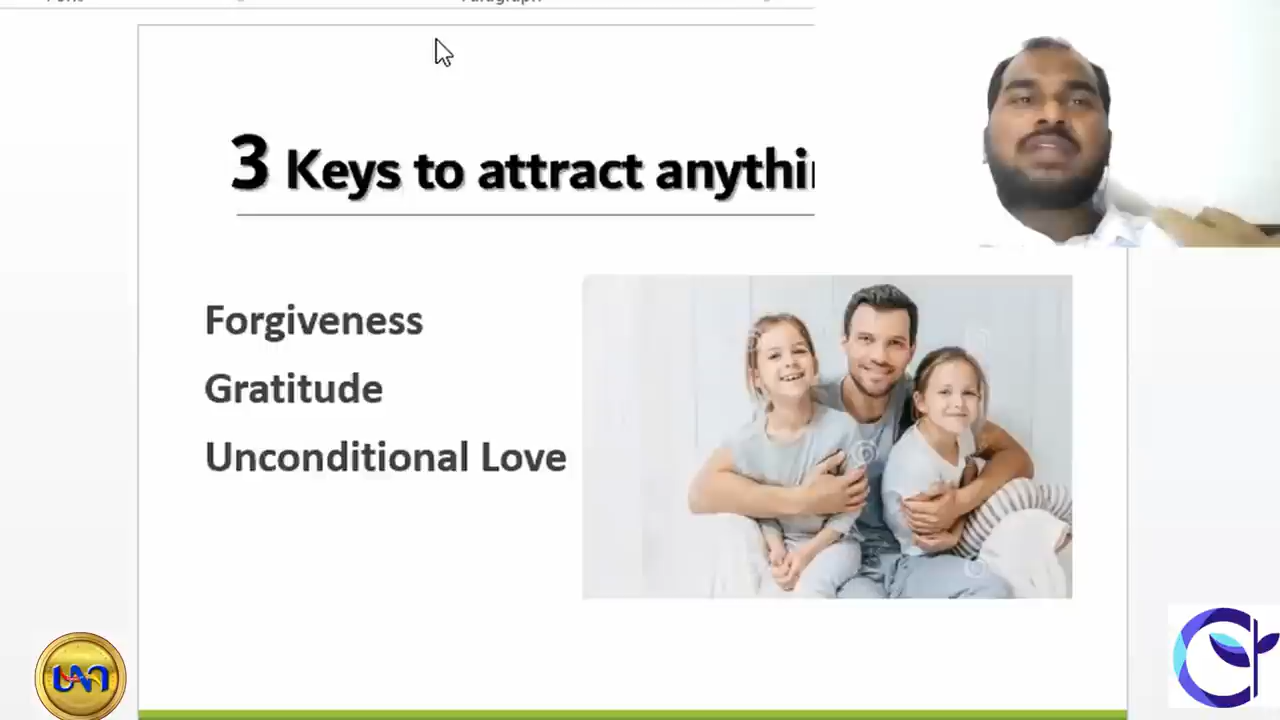 3 Keys to attract anythi
Forgiveness
Gratitude
Unconditional Love